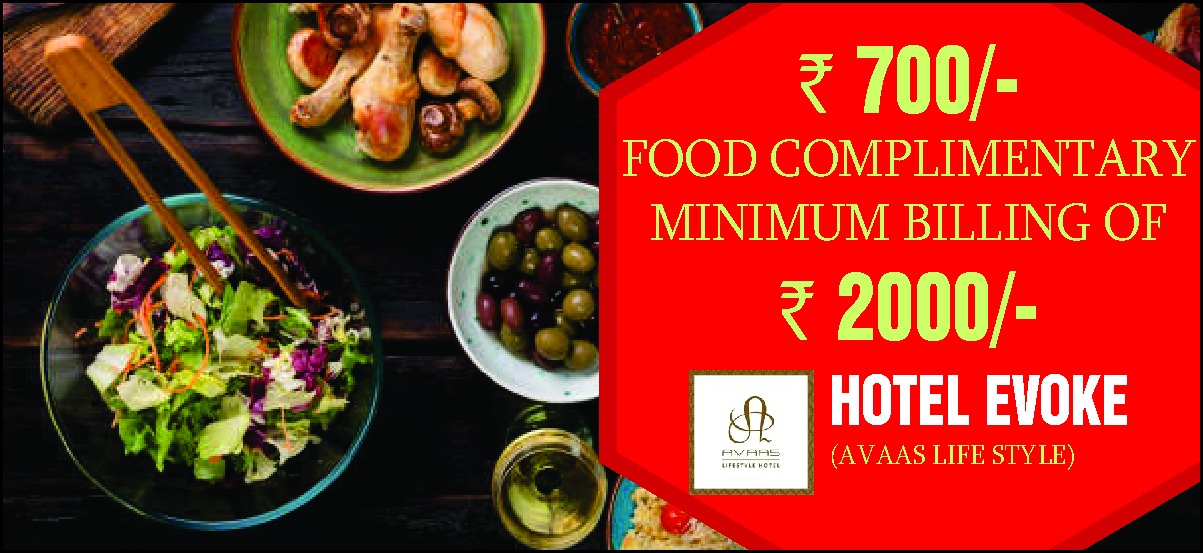 ₹ 700/-
FOOD COMPLIMENTARY
MINIMUM BILLING OF
₹ 2000/-
HOTEL EVOKE
(AVAAS LIFE STYLE)
AVAAS
LIFESTYLE HOTEL